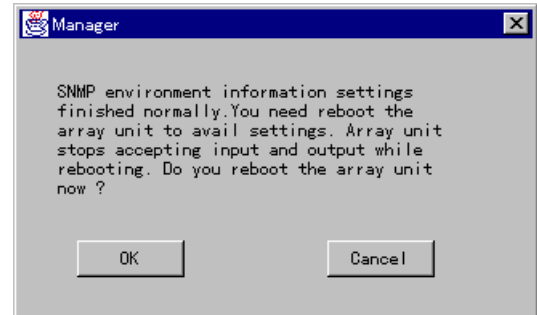 Manager
SNMP environment information settings
finished normally.You need reboot the
array unit to avail settings. Array unit
stops accepting input and output while
rebooting. Do you reboot the array unit
now ?
OK
Cancel